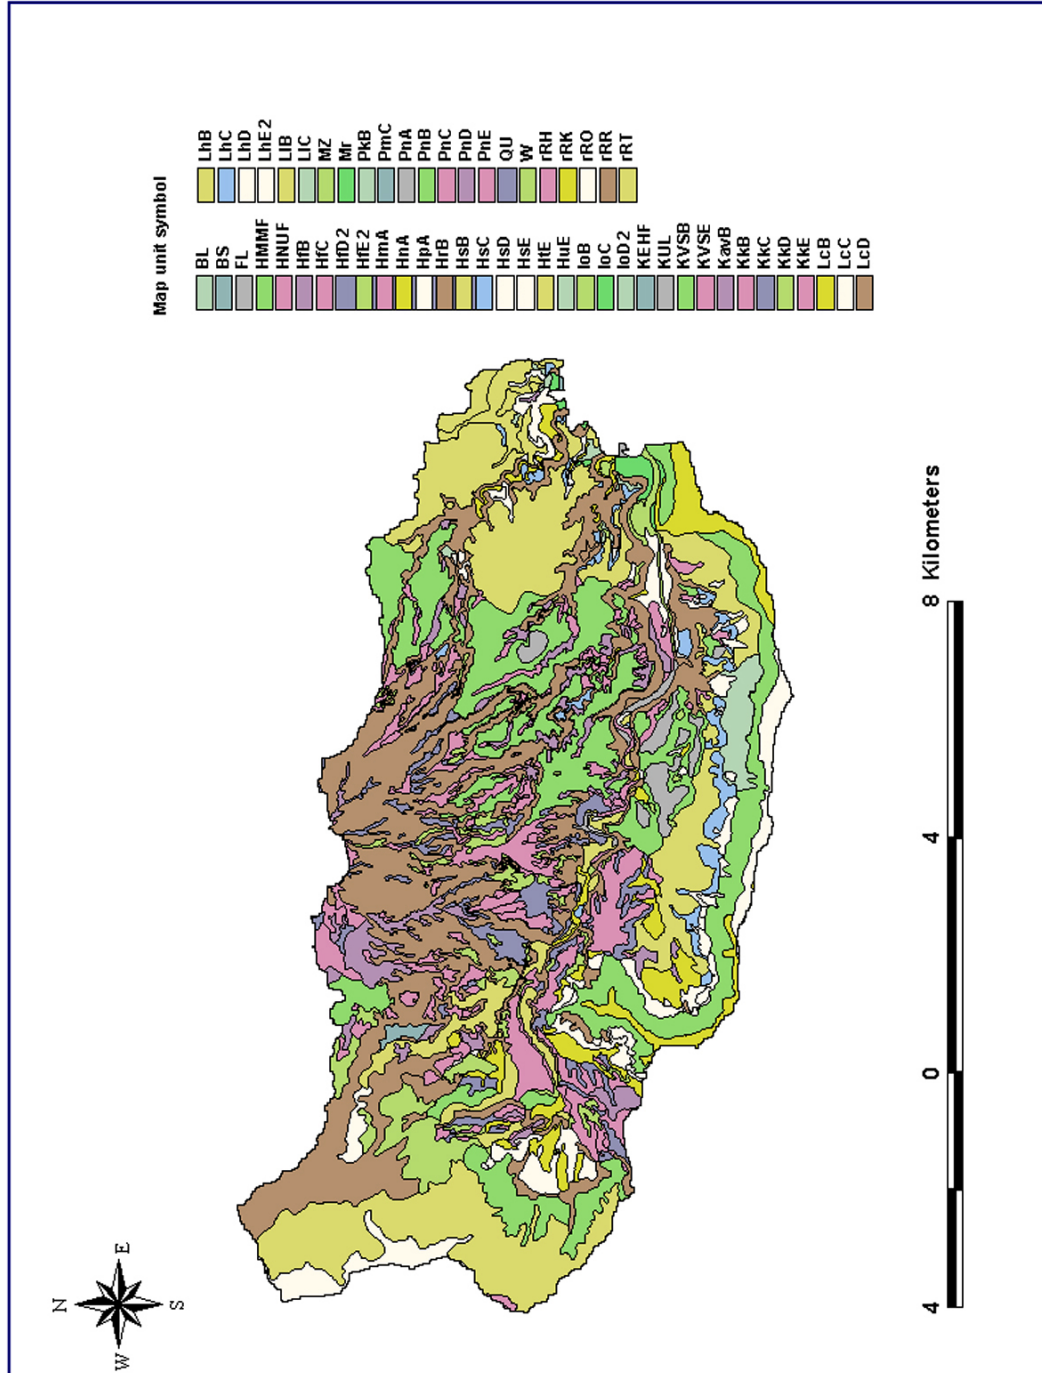 Map unit symbol
BL
BS
FL
HMMF
HNUF
HfB
HfC
HfD2
HfE2
HmA
HnA
HpA
HrB
HsB
HsC
HsD
HsE
HtE
HuE
IoB
IoC
IoD2
KEHF
KUL
KVSB
KVSE
KavB
KkB
KkC
KkD
KkE
LcB
LcC
LcD
LhB
LhC
LhD
LhE2
LIB
LIC
MZ
Mr
PkB
PmC
PnA
PnB
PnC
PnD
PnE
QU
W
rRH
rRK
rRO
rRR
rRT
N
W E
S
4 0 4 8 Kilometers